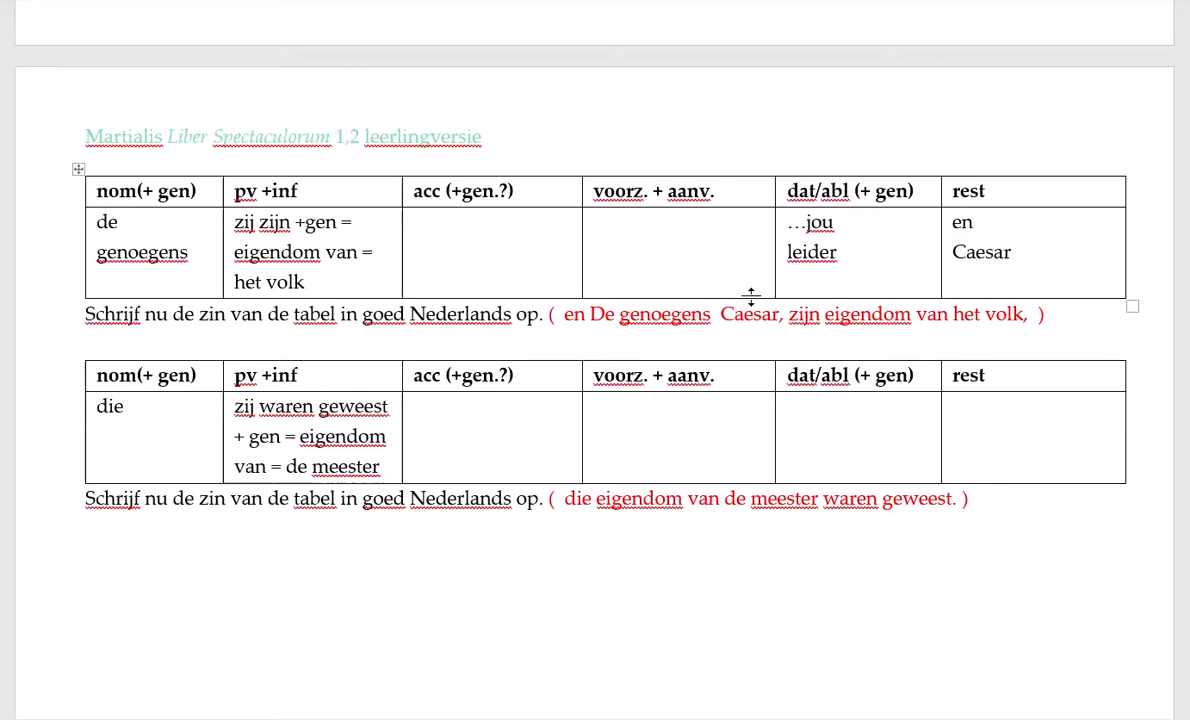 Martialis Liber Spectaculorum 1,2 leerlingversie
nom(+ gen) pv +inf acc (+gen.?) voorz. + aanv. dat/abl (+ gen) rest
de zij zijn +gen = …jou en
genoegens eigendom van = leider Caesar
het volk
Schrijf nu de zin van de tabel in goed Nederlands op. ( en De genoegens Caesar, zijn eigendom van het volk, )
nom(+ gen) pv +inf acc (+gen.?) voorz. + aanv. dat/abl (+ gen) rest
die zij waren geweest
+ gen = eigendom
van = de meester
Schrijf nu de zin van de tabel in goed Nederlands op. ( die eigendom van de meester waren geweest. )